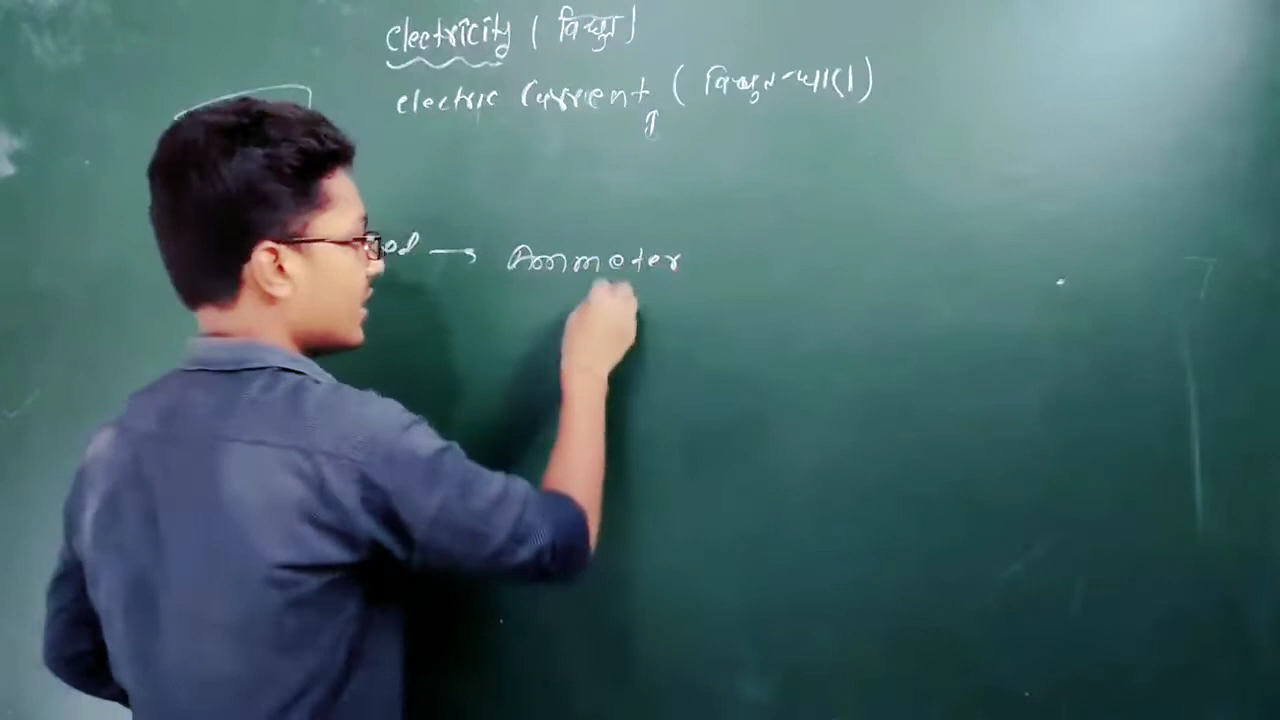 electricity (विद्युत)
electric current (विद्युत-धारा)
→ Ammeter